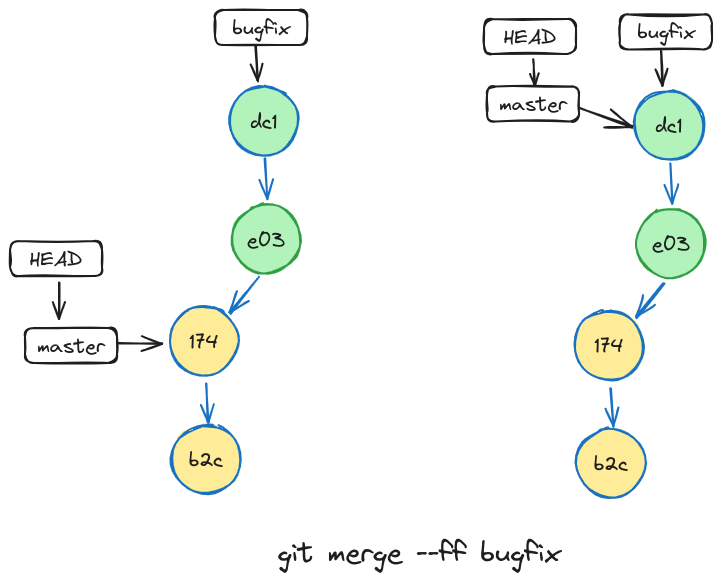 bugfix
dc1
e03
HEAD
master
174
b2c
HEAD
bugfix
master
dc1
e03
174
b2c
git merge --ff bugfix